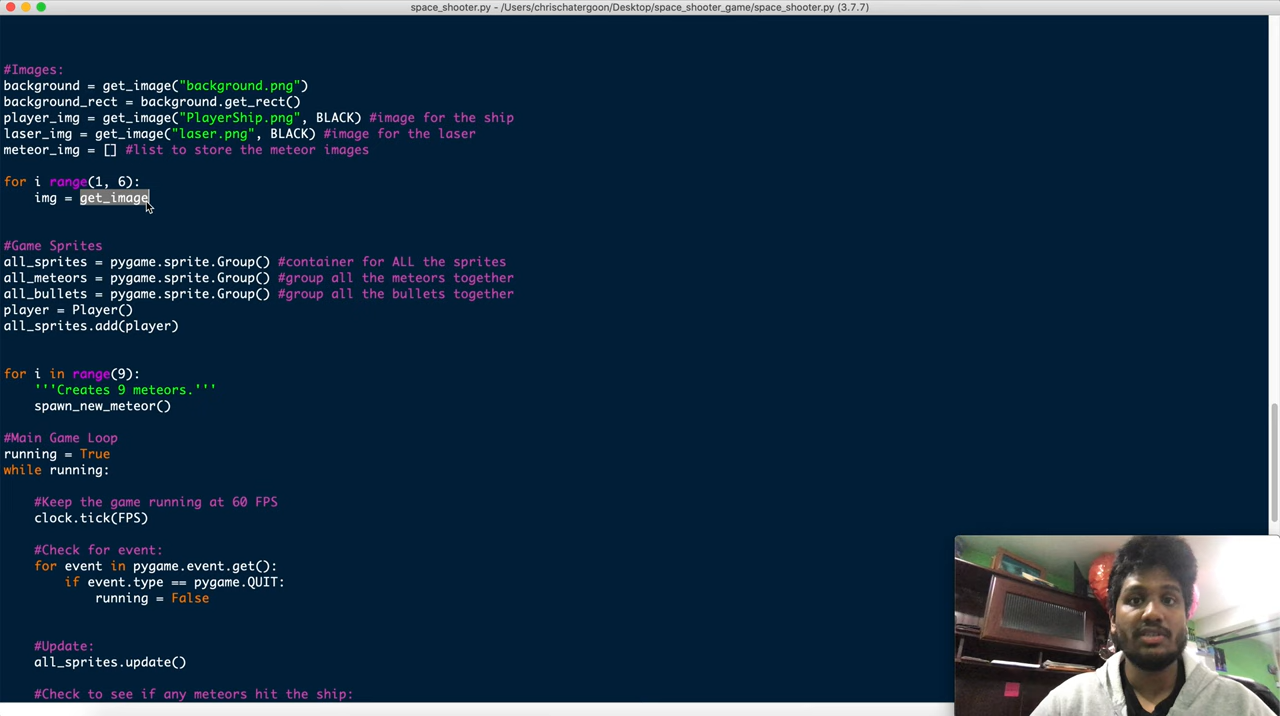 space_shooter.py - /Users/chrischatergoon/Desktop/space_shooter_game/space_shooter.py (3.7.7)
#Images:
background = get_image("background.png")
background_rect = background.get_rect()
player_img = get_image("PlayerShip.png", BLACK) #image for the ship
laser_img = get_image("laser.png", BLACK) #image for the laser
meteor_img = [] #list to store the meteor images
for i range(1, 6):
    img = get_image
#Game Sprites
all_sprites = pygame.sprite.Group() #container for ALL the sprites
all_meteors = pygame.sprite.Group() #group all the meteors together
all_bullets = pygame.sprite.Group() #group all the bullets together
player = Player()
all_sprites.add(player)
for i in range(9):
    '''Creates 9 meteors.'''
    spawn_new_meteor()
#Main Game Loop
running = True
while running:
    #Keep the game running at 60 FPS
    clock.tick(FPS)
    #Check for event:
    for event in pygame.event.get():
        if event.type == pygame.QUIT:
            running = False
    #Update:
    all_sprites.update()
    #Check to see if any meteors hit the ship: